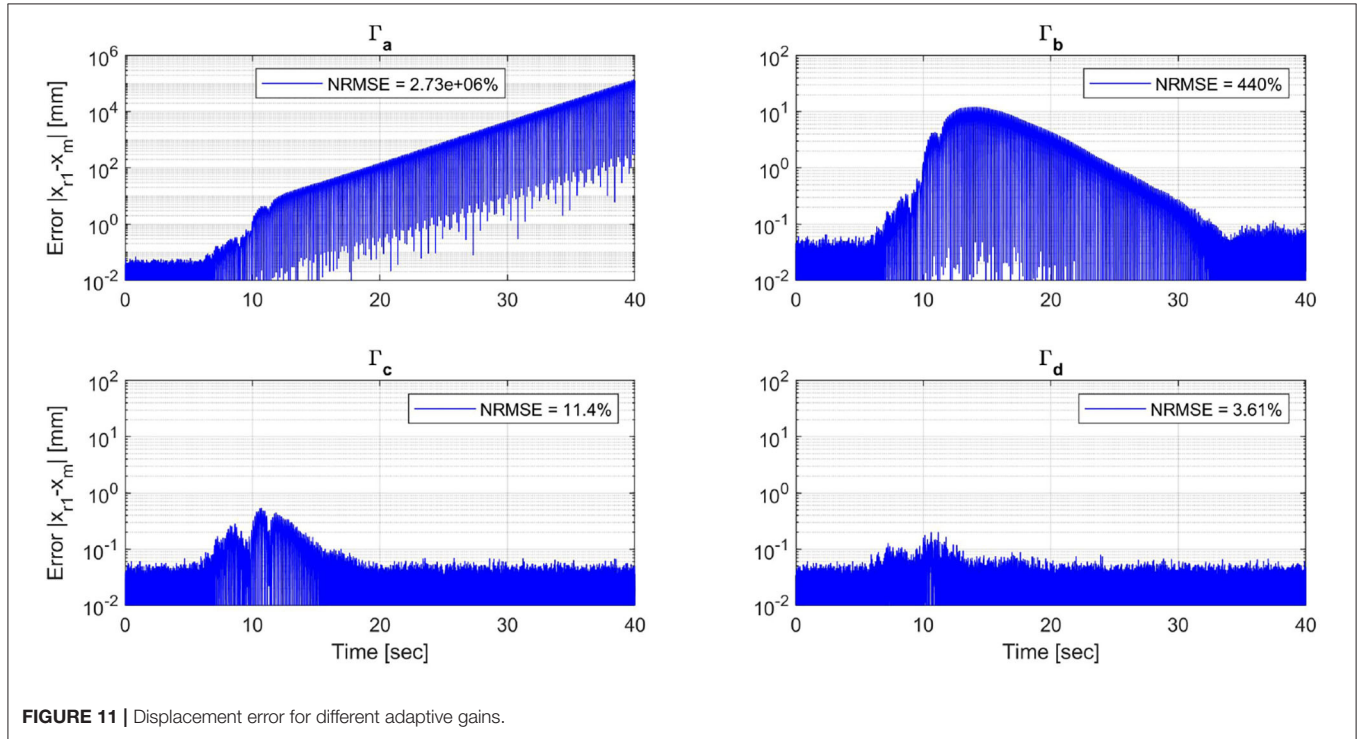 Γa
Error |xr1-xm| [mm]
10^6
10^4
10^2
10^0
10^-2
NRMSE = 2.73e+06%
0 10 20 30 40
Γb
10^2
10^1
10^0
10^-1
10^-2
NRMSE = 440%
0 10 20 30 40
Γc
Error |xr1-xm| [mm]
10^2
10^1
10^0
10^-1
10^-2
NRMSE = 11.4%
0 10 20 30 40
Time [sec]
Γd
10^2
10^1
10^0
10^-1
10^-2
NRMSE = 3.61%
0 10 20 30 40
Time [sec]
FIGURE 11 | Displacement error for different adaptive gains.